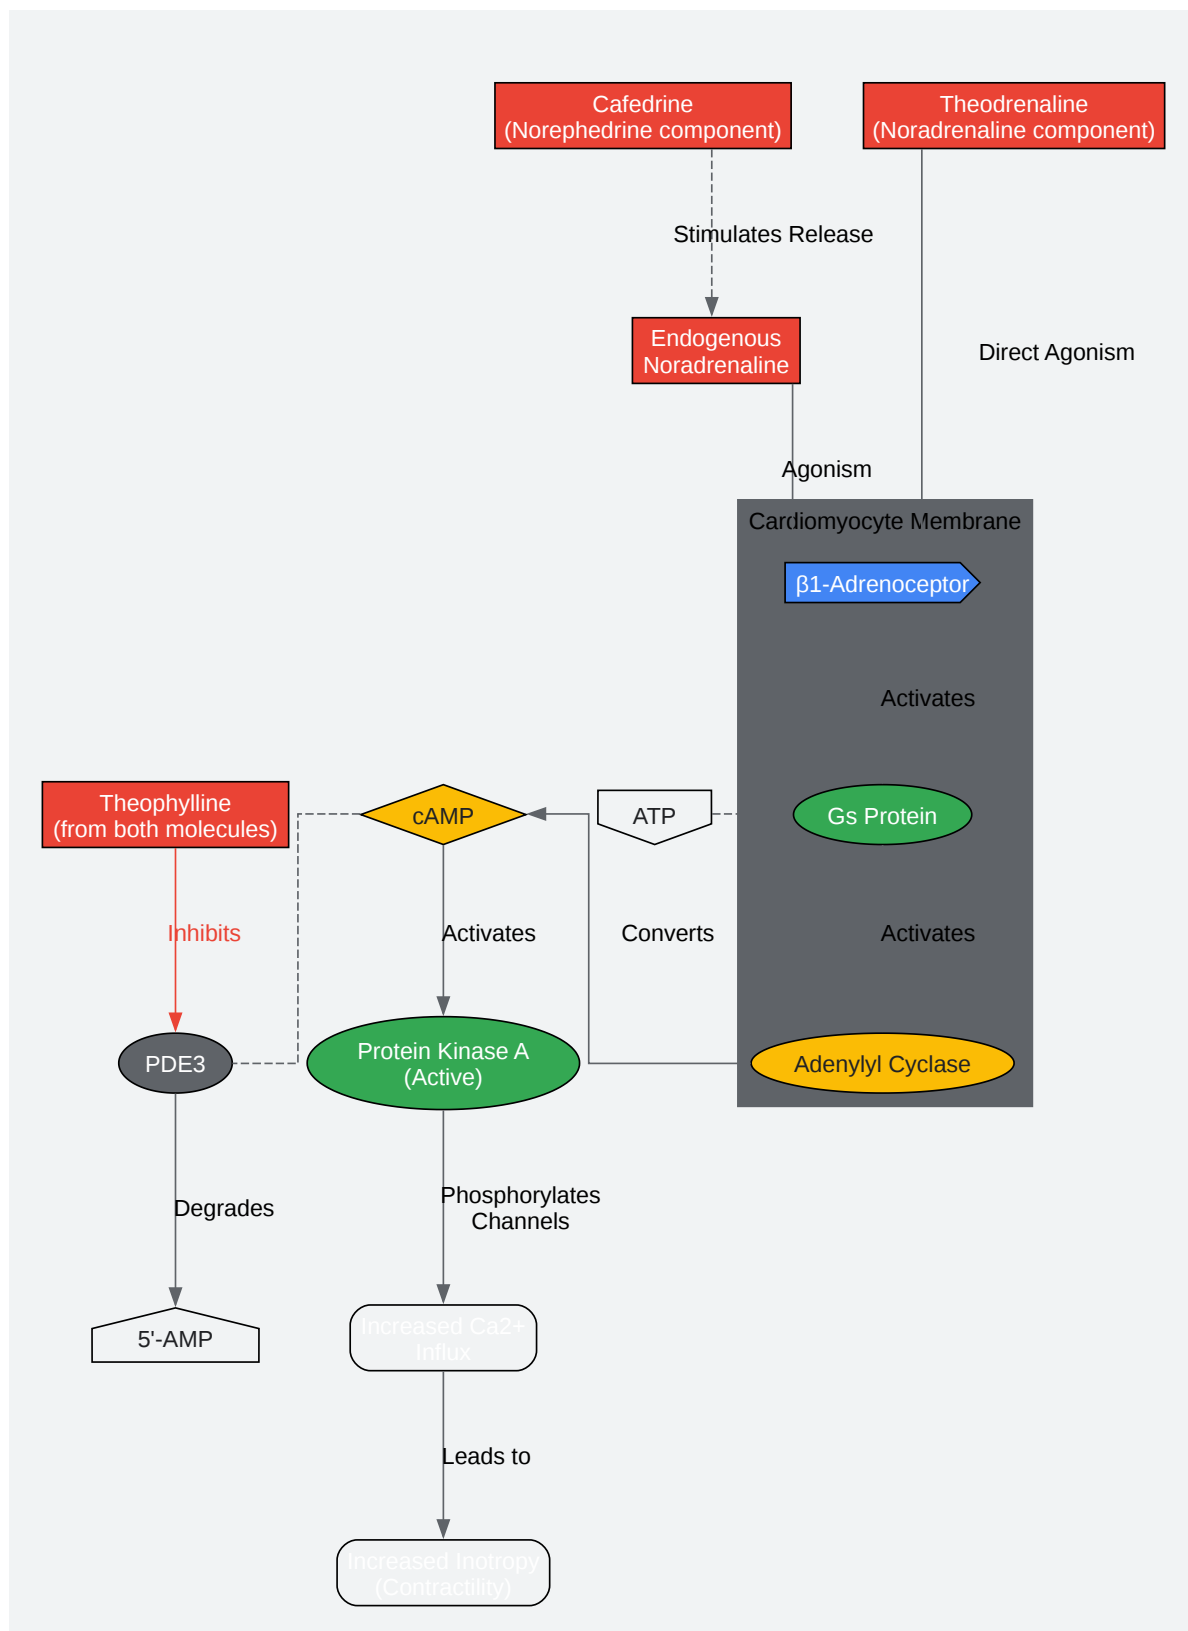 Cafedrine
(Norephedrine component)
Theodrenaline
(Noradrenaline component)
Stimulates Release
Endogenous
Noradrenaline
Direct Agonism
Agonism
Cardiomyocyte Membrane
β1-Adrenoceptor
Activates
Theophylline
(from both molecules)
cAMP
ATP
Gs Protein
Inhibits
Activates
Converts
Activates
PDE3
Protein Kinase A
(Active)
Adenylyl Cyclase
Degrades
Phosphorylates
Channels
5'-AMP
Increased Ca2+
Influx
Leads to
Increased Inotropy
(Contractility)